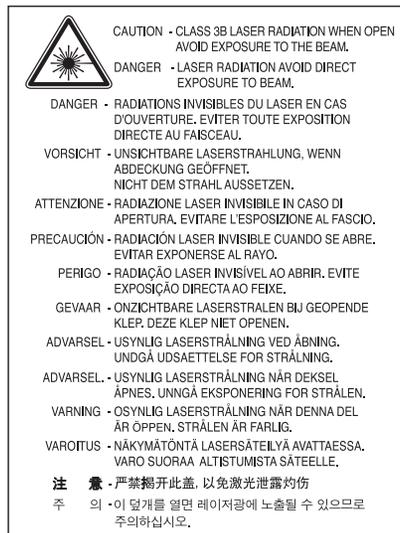 CAUTION - CLASS 3B LASER RADIATION WHEN OPEN
AVOID EXPOSURE TO THE BEAM.
DANGER - LASER RADIATION AVOID DIRECT
EXPOSURE TO BEAM.
DANGER - RADIATIONS INVISIBLES DU LASER EN CAS
D'OUVERTURE. EVITER TOUTE EXPOSITION
DIRECTE AU FAISCEAU.
VORSICHT - UNSICHTBARE LASERSTRAHLUNG, WENN
ABDECKUNG GEÖFFNET.
NICHT DEM STRAHL AUSSETZEN.
ATTENZIONE - RADIAZIONE LASER INVISIBILE IN CASO DI
APERTURA. EVITARE L'ESPOSIZIONE AL FASCIO.
PRECAUCIÓN - RADIACIÓN LASER INVISIBLE CUANDO SE ABRE.
EVITAR EXPONERSE AL RAYO.
PERIGO - RADIAÇÃO LASER INVISÍVEL AO ABRIR. EVITE
EXPOSIÇÃO DIRECTA AO FEIXE.
GEVAAR - ONZICHTBARE LASERSTRALEN BIJ GEOPENDE
KLEP. DEZE KLEP NIET OPENEN.
ADVARSEL - USYNLIG LASERSTRÅLNING VED ÅBNING.
UNDGÅ UDSAETTELSE FOR STRÅLNING.
ADVARSEL. - USYNLIG LASERSTRÅLNING NÅR DEKSEL
ÅPNES. UNNGÅ EKSPONERING FOR STRÅLEN.
VARNING - OSYNLIG LASERSTRÅLNING NÄR DENNA DEL
ÄR ÖPPEN. STRÅLEN ÄR FARLIG.
VAROITUS - NÄKYMÄTÖNTÄ LASERSÄTEILYÄ AVATTAESSA.
VARO SUORAA ALTISTUMISTA SÄTEELLE.
注 意 - 严禁揭开此盖, 以免激光泄露灼伤
주 의 - 이 덮개를 열면 레이저광에 노출될 수 있으므로
주의하십시오.